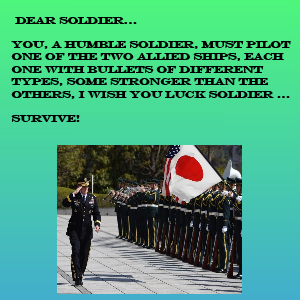 DEAR SOLDIER...
YOU, A HUMBLE SOLDIER, MUST PILOT
ONE OF THE TWO ALLIED SHIPS, EACH
ONE WITH BULLETS OF DIFFERENT
TYPES, SOME STRONGER THAN THE
OTHERS, I WISH YOU LUCK SOLDIER ...
SURVIVE!